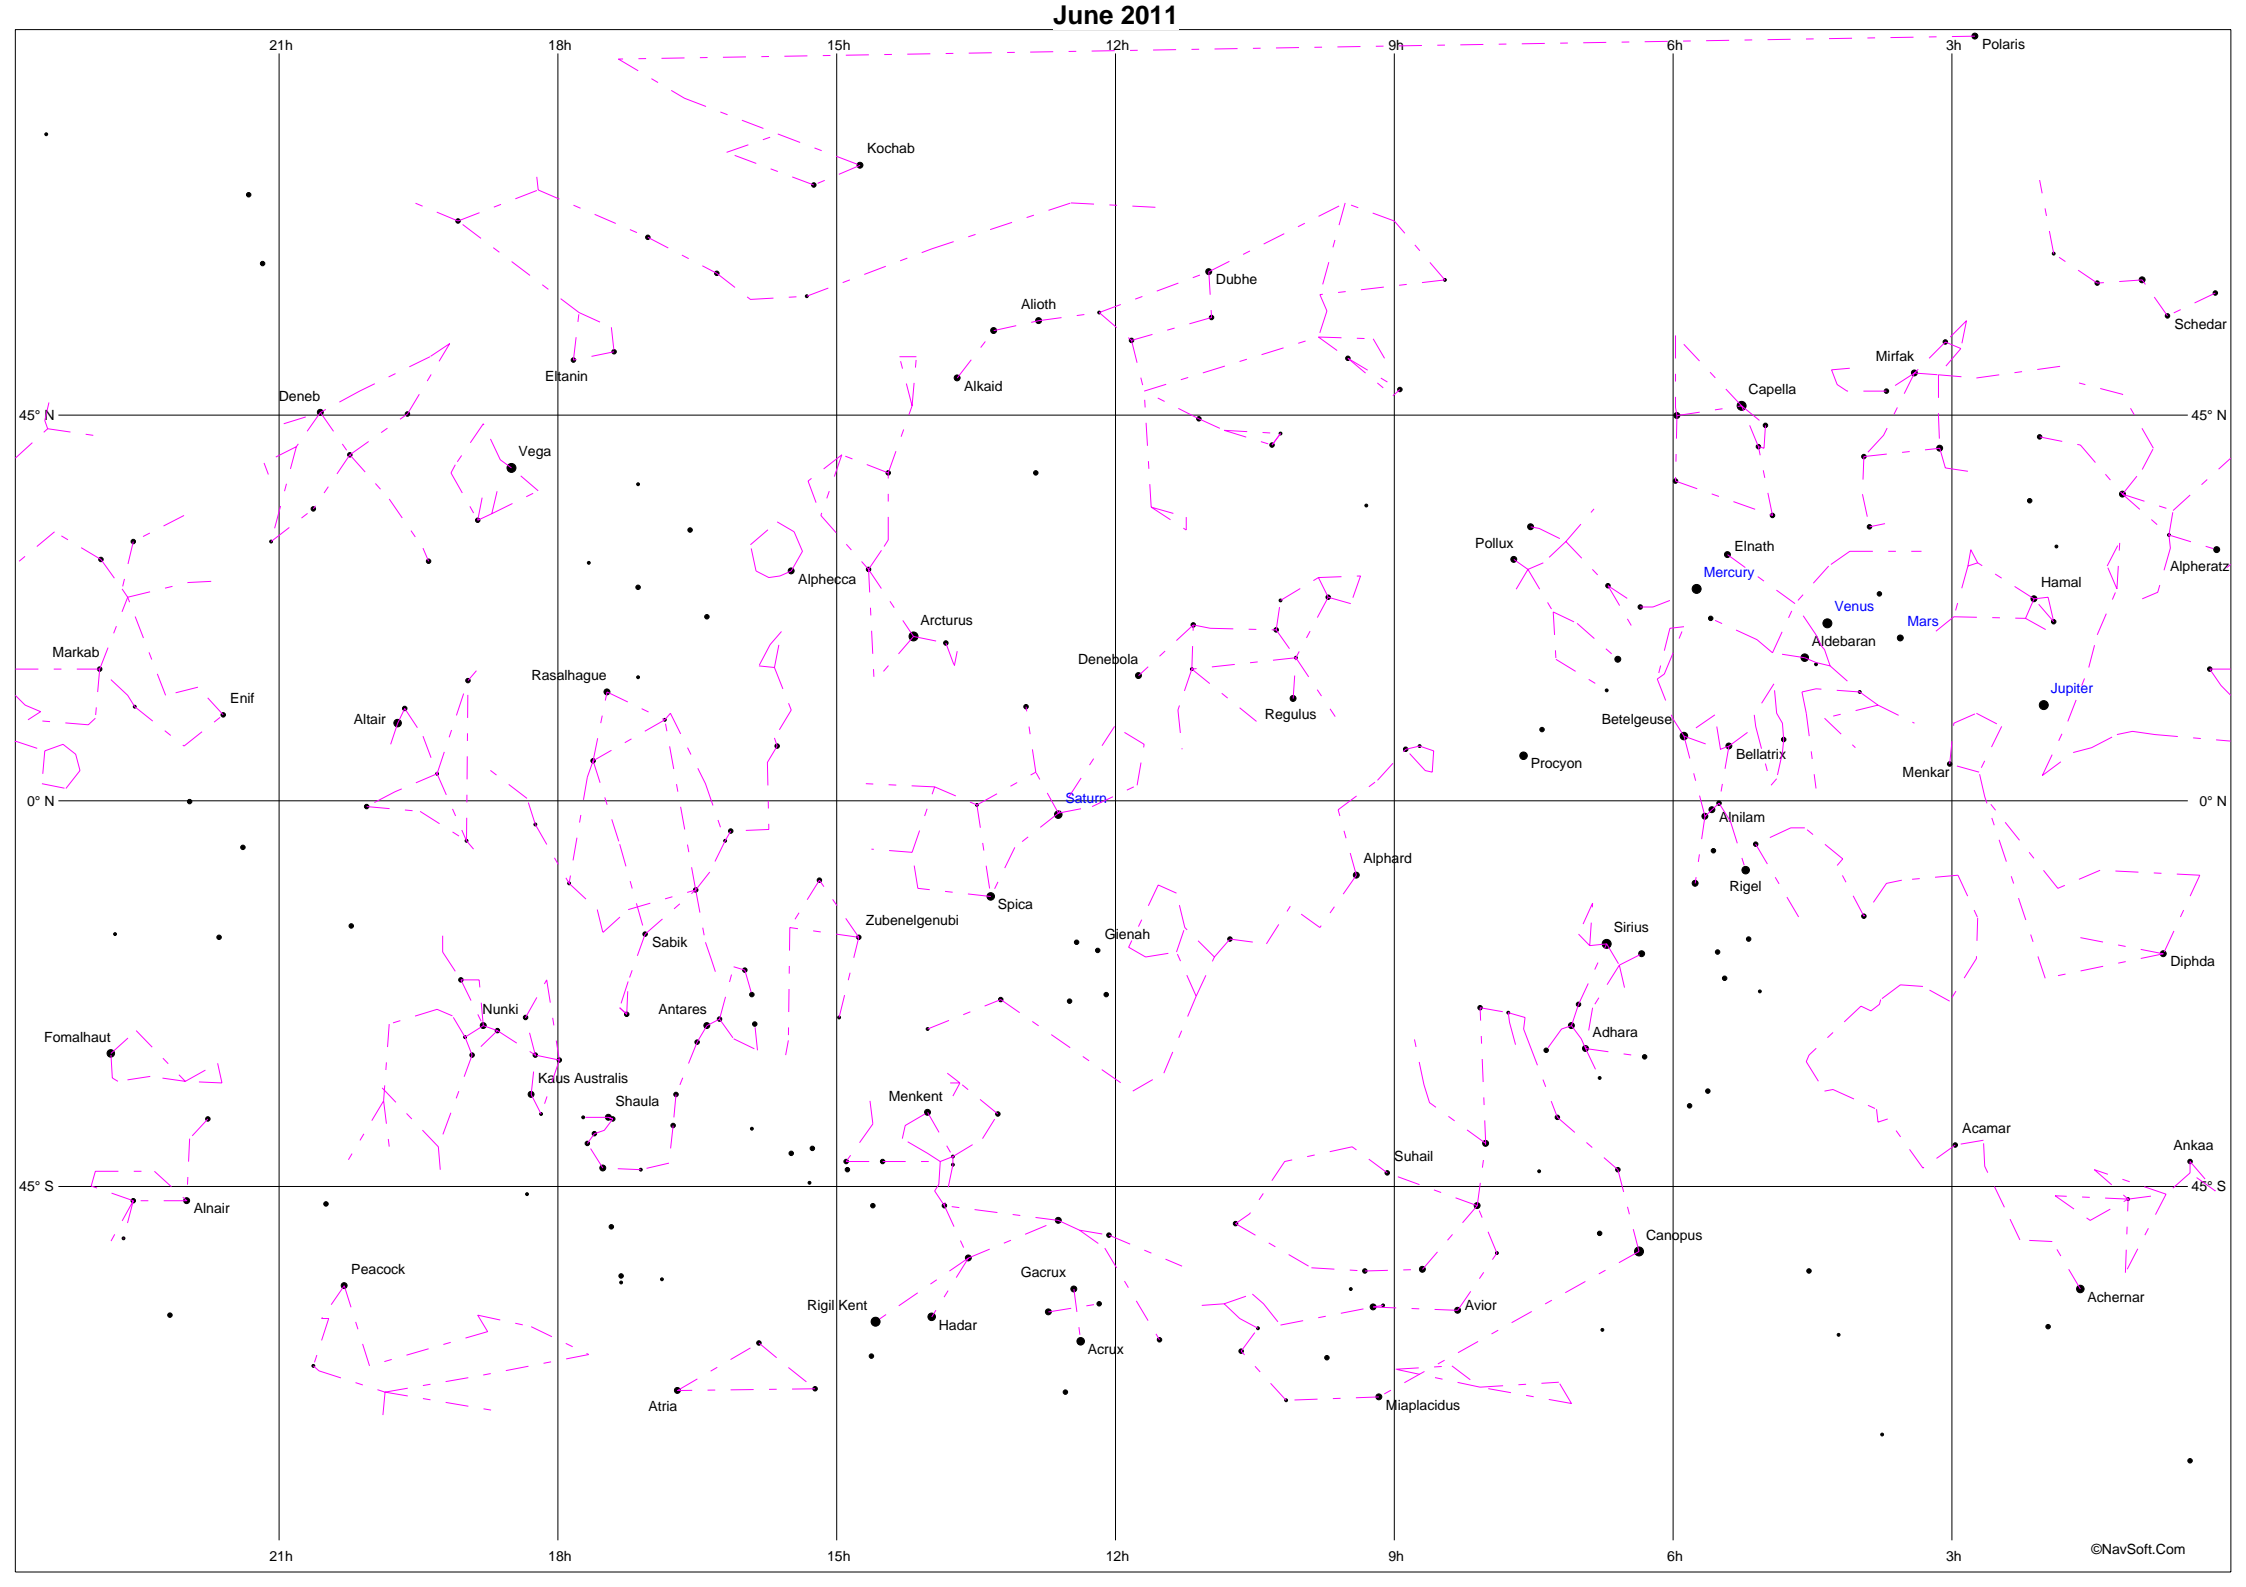 June 2011
21h 18h 15h 12h 9h 6h 3h
Polaris
Kochab
Dubhe
Alioth
Schedar
Mirfak
Eltanin
Alkaid
Capella
Deneb
45° N 45° N
Vega
Pollux
Elnath
Alphecca
Mercury
Hamal
Alpheratz
Arcturus
Venus
Mars
Aldebaran
Markab
Denebola
Rasalhague
Jupiter
Enif
Altair
Regulus
Betelgeuse
Bellatrix
Procyon
Menkar
Saturn
0° N 0° N
Alnilam
Alphard
Rigel
Spica
Zubenelgenubi
Sirius
Gienah
Sabik
Diphda
Nunki
Antares
Adhara
Fomalhaut
Kaus Australis
Shaula
Menkent
Acamar
Suhail
Ankaa
45° S 45° S
Alnair
Canopus
Peacock
Gacrux
Achernar
Rigil Kent
Hadar
Avior
Acrux
Atria
Miaplacidus
©NavSoft.Com
21h 18h 15h 12h 9h 6h 3h